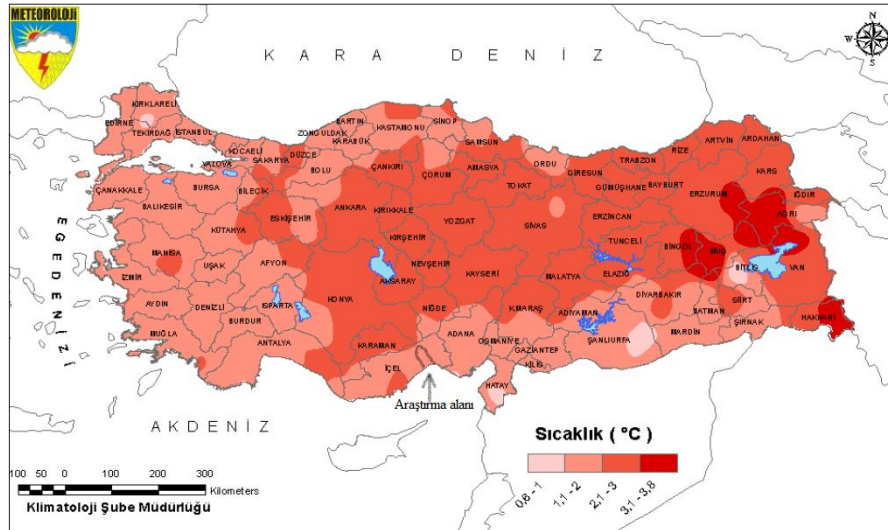 METEOROLOJİ
KARA DENİZ
N
W E
S
KIRKLARELİ
EDİRNE
TEKİRDAĞ
İSTANBUL
KOCAELİ
YALOVA
SAKARYA
DÜZCE
ZONGULDAK
BARTIN
KARABÜK
KASTAMONU
SİNOP
SAMSUN
BOLU
ÇANKIRI
ÇORUM
AMASYA
ORDU
TOKAT
GİRESUN
TRABZON
RİZE
ARTVİN
ARDAHAN
GÜMÜŞHANE
BAYBURT
ERZURUM
KARS
IĞDIR
AĞRI
ÇANAKKALE
BURSA
BİLECİK
BALIKESİR
ESKİŞEHİR
KÜTAHYA
ANKARA
KIRIKKALE
YOZGAT
SİVAS
ERZİNCAN
TUNCELİ
BİNGÖL
MUŞ
BİTLİS
VAN
EGE DENİZİ
MANİSA
UŞAK
AFYON
KIRŞEHİR
NEVŞEHİR
KAYSERİ
MALATYA
ELAZIĞ
İZMİR
AKSARAY
DİYARBAKIR
SİİRT
AYDIN
DENİZLİ
ISPARTA
KONYA
NİĞDE
K.MARAŞ
ADIYAMAN
BATMAN
HAKKARİ
BURDUR
MUĞLA
ANTALYA
KARAMAN
ADANA
OSMANİYE
GAZİANTEP
ŞANLIURFA
MARDİN
ŞIRNAK
İÇEL
KİLİS
HATAY
Araştırma alanı
AKDENİZ
Sıcaklık ( °C )
0,6 - 1
1,1 - 2
2,1 - 3
3,1 - 3,8
100 50 0 100 200 300
Kilometers
Klimatoloji Şube Müdürlüğü